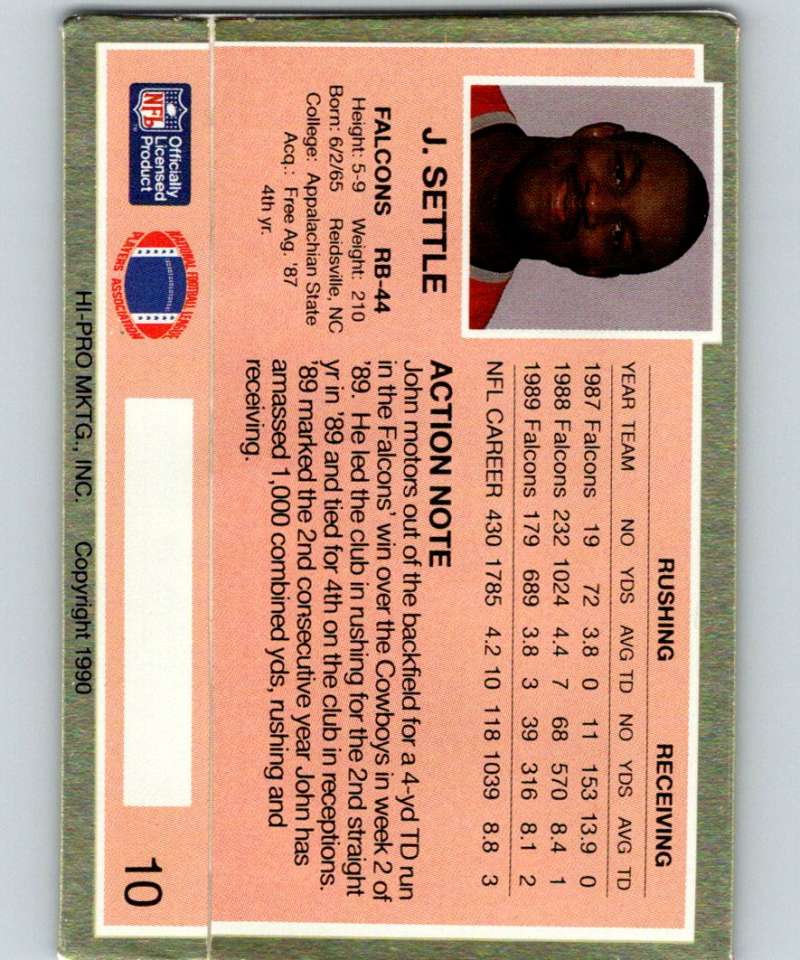 J. SETTLE
FALCONS RB-44
Height: 5-9 Weight: 210
Born: 6/2/65 Reidsville, NC
College: Appalachian State
Acq.: Free Ag. '87
4th yr.
RUSHING RECEIVING
YEAR TEAM NO YDS AVG TD NO YDS AVG TD
1987 Falcons 19 72 3.8 0 11 153 13.9 0
1988 Falcons 232 1024 4.4 7 68 570 8.4 1
1989 Falcons 179 689 3.8 3 39 316 8.1 2
NFL CAREER 430 1785 4.2 10 118 1039 8.8 3
ACTION NOTE
John motors out of the backfield for a 4-yd TD run
in the Falcons' win over the Cowboys in week 2 of
'89. He led the club in rushing for the 2nd straight
yr in '89 and tied for 4th on the club in receptions.
'89 marked the 2nd consecutive year John has
amassed 1,000 combined yds, rushing and
receiving.
NFL
Officially
Licensed
Product
TM
NATIONAL FOOTBALL LEAGUE
PLAYERS ASSOCIATION
10
HI-PRO MKTG., INC. Copyright 1990